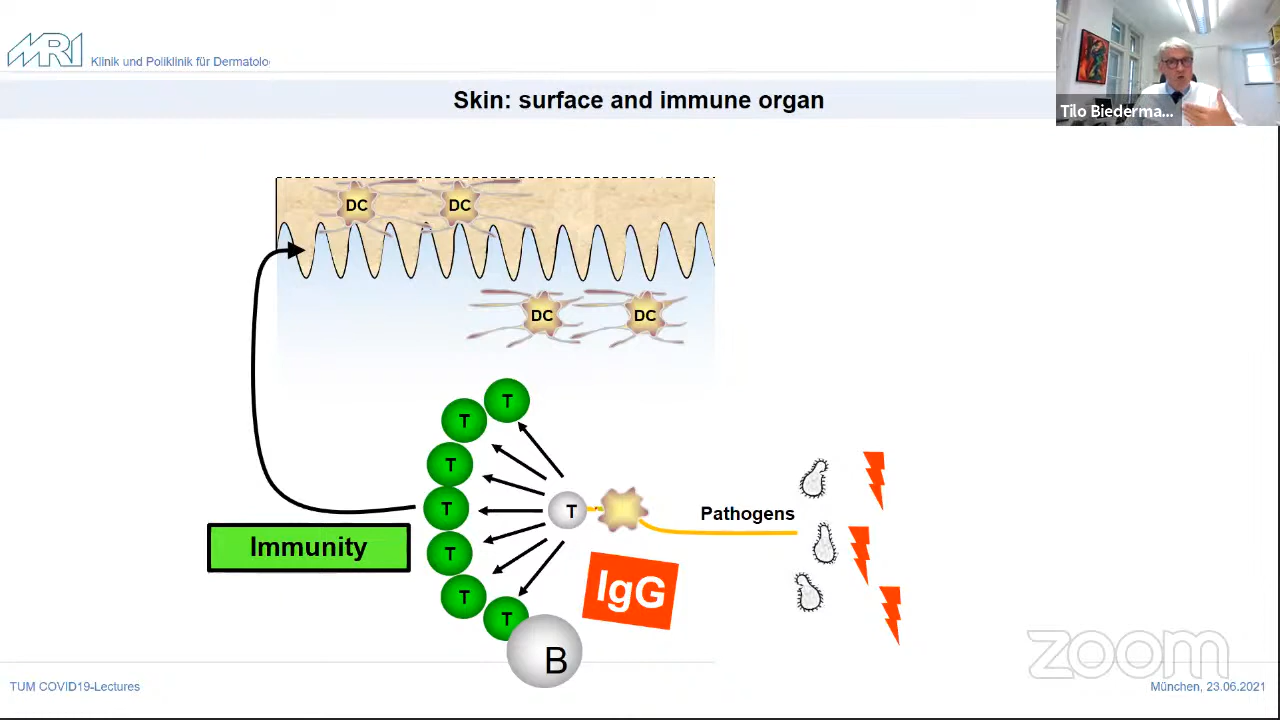 MRI
Klinik und Poliklinik für Dermatolo
Skin: surface and immune organ
Tilo Biederma...
DC
DC
DC
DC
T
T
T
T
T
T
T
T
Pathogens
Immunity
IgG
B
zoom
TUM COVID19-Lectures
München, 23.06.2021